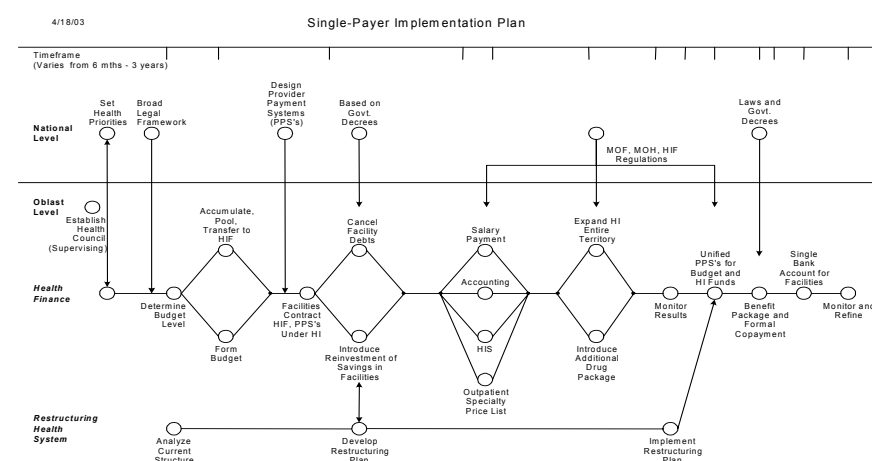 4/18/03
Single-Payer Implementation Plan
Timeframe
(Varies from 6 mths - 3 years)
Set
Health
Priorities
Broad
Legal
Framework
Design
Provider
Payment
Systems
(PPS's)
Based on
Govt.
Decrees
Laws and
Govt.
Decrees
National
Level
MOF, MOH, HIF
Regulations
Oblast
Level
Establish
Health
Council
(Supervising)
Accumulate,
Pool,
Transfer to
HIF
Cancel
Facility
Debts
Salary
Payment
Expand HI
Entire
Territory
Unified
PPS's for
Budget and
HI Funds
Single
Bank
Account for
Facilities
Accounting
Health
Finance
Determine
Budget
Level
Facilities
Contract
HIF, PPS's
Under HI
Monitor
Results
Benefit
Package and
Formal
Copayment
Monitor and
Refine
Form
Budget
Introduce
Reinvestment of
Savings in
Facilities
HIS
Introduce
Additional
Drug
Package
Outpatient
Specialty
Price List
Restructuring
Health
System
Analyze
Current
Structure
Develop
Restructuring
Plan
Implement
Restructuring
Plan